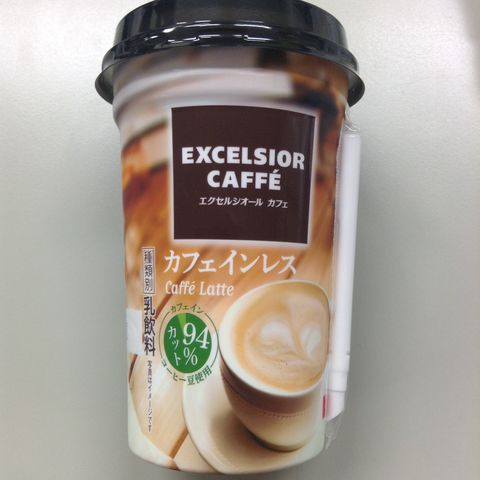 EXCELSIOR
CAFFÉ
エクセルシオール カフェ
カフェインレス
Caffé Latte
カフェイン
94%
カット
コーヒー豆使用
種類別
乳飲料
写真はイメージです